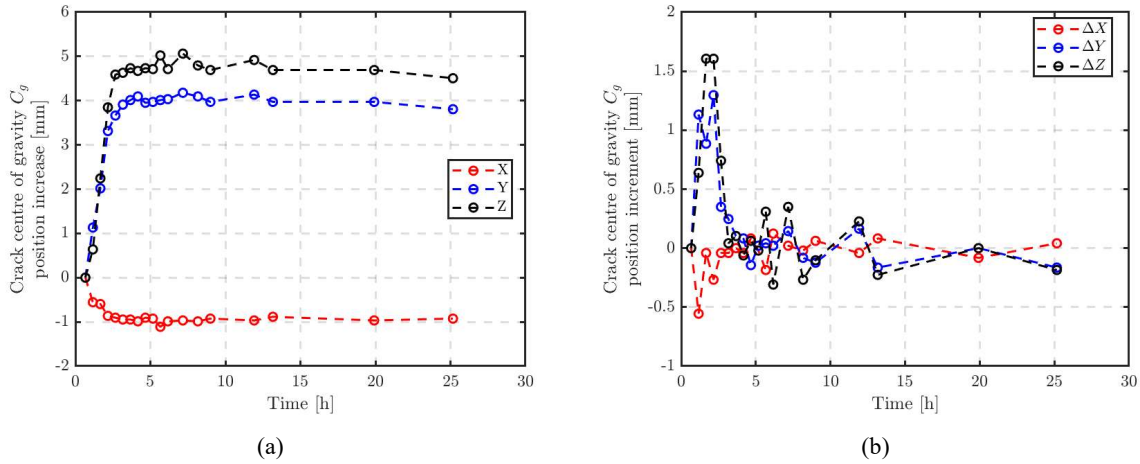 6
5
4
3
2
1
0
-1
-2
0
5
10
15
20
25
30
Crack centre of gravity Cg
position increase [mm]
Time [h]
X
Y
Z
(a)
2
1.5
1
0.5
0
-0.5
-1
0
5
10
15
20
25
30
Crack centre of gravity Cg
position increment [mm]
Time [h]
ΔX
ΔY
ΔZ
(b)